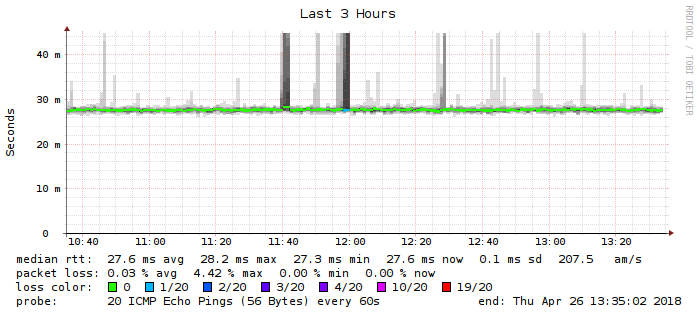 Last 3 Hours
RRDTOOL / TOBI OETIKER
Seconds
40 m
30 m
20 m
10 m
0
10:40 11:00 11:20 11:40 12:00 12:20 12:40 13:00 13:20
median rtt: 27.6 ms avg 28.2 ms max 27.3 ms min 27.6 ms now 0.1 ms sd 207.5 am/s
packet loss: 0.03 % avg 4.42 % max 0.00 % min 0.00 % now
loss color: 0 1/20 2/20 3/20 4/20 10/20 19/20
probe: 20 ICMP Echo Pings (56 Bytes) every 60s end: Thu Apr 26 13:35:02 2018